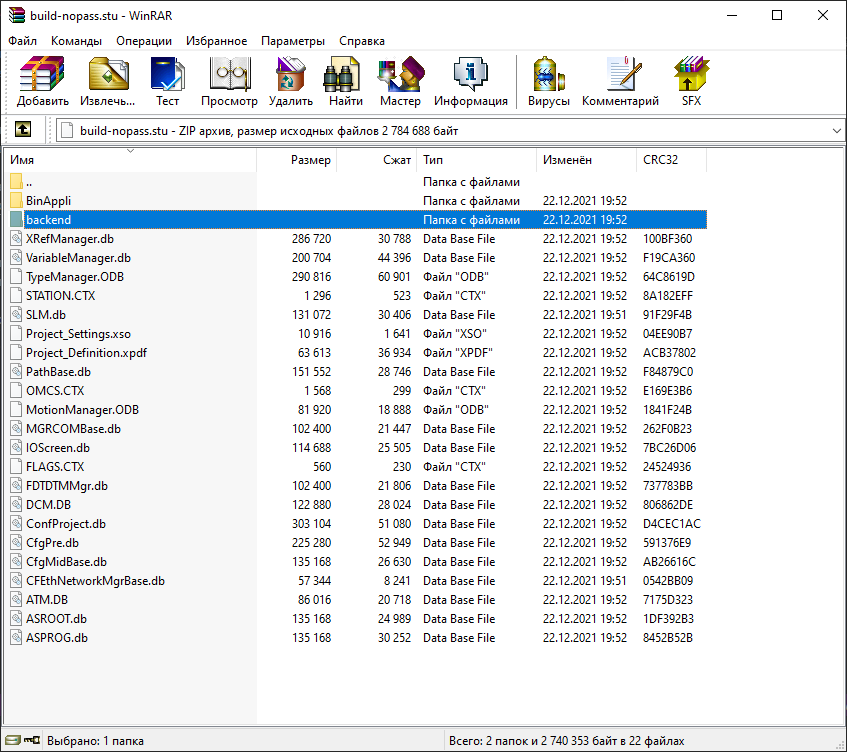 build-nopass.stu - WinRAR
Файл Команды Операции Избранное Параметры Справка
Добавить Извлечь... Тест Просмотр Удалить Найти Мастер Информация Вирусы Комментарий SFX
build-nopass.stu - ZIP архив, размер исходных файлов 2 784 688 байт
Имя Размер Сжат Тип Изменён CRC32
.. Папка с файлами
BinAppli Папка с файлами 22.12.2021 19:52
backend Папка с файлами 22.12.2021 19:52
XRefManager.db 286 720 30 788 Data Base File 22.12.2021 19:52 100BF360
VariableManager.db 200 704 44 396 Data Base File 22.12.2021 19:52 F19CA360
TypeManager.ODB 290 816 60 901 Файл "ODB" 22.12.2021 19:52 64C8619D
STATION.CTX 1 296 523 Файл "CTX" 22.12.2021 19:52 8A182EFF
SLM.db 131 072 30 406 Data Base File 22.12.2021 19:51 91F29F4B
Project_Settings.xso 10 916 1 641 Файл "XSO" 22.12.2021 19:52 04EE90B7
Project_Definition.xpdf 63 613 36 934 Файл "XPDF" 22.12.2021 19:52 ACB37802
PathBase.db 151 552 28 746 Data Base File 22.12.2021 19:52 F84879C0
OMCS.CTX 1 568 299 Файл "CTX" 22.12.2021 19:52 E169E3B6
MotionManager.ODB 81 920 18 888 Файл "ODB" 22.12.2021 19:52 1841F24B
MGRCOMBase.db 102 400 21 447 Data Base File 22.12.2021 19:52 262F0B23
IOScreen.db 114 688 25 505 Data Base File 22.12.2021 19:52 7BC26D06
FLAGS.CTX 560 230 Файл "CTX" 22.12.2021 19:52 24524936
FDTDTMMgr.db 102 400 21 806 Data Base File 22.12.2021 19:52 737783BB
DCM.DB 122 880 28 024 Data Base File 22.12.2021 19:52 806862DE
ConfProject.db 303 104 51 080 Data Base File 22.12.2021 19:52 D4CEC1AC
CfgPre.db 225 280 52 949 Data Base File 22.12.2021 19:52 591376E9
CfgMidBase.db 135 168 26 630 Data Base File 22.12.2021 19:52 AB26616C
CFEthNetworkMgrBase.db 57 344 8 241 Data Base File 22.12.2021 19:51 0542BB09
ATM.DB 86 016 20 718 Data Base File 22.12.2021 19:52 7175D323
ASROOT.db 135 168 24 989 Data Base File 22.12.2021 19:52 1DF392B3
ASPROG.db 135 168 30 252 Data Base File 22.12.2021 19:52 8452B52B
Выбрано: 1 папка Всего: 2 папок и 2 740 353 байт в 22 файлах